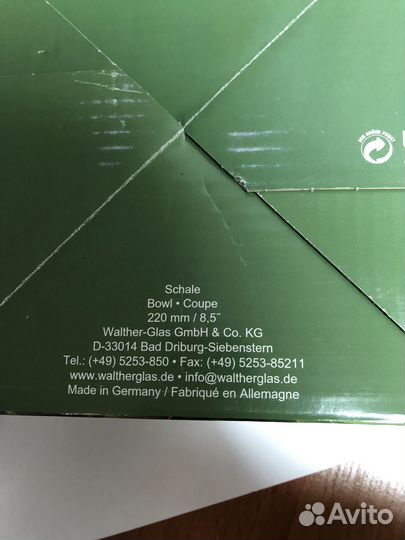 Schale
Bowl • Coupe
220 mm / 8,5˝
Walther-Glas GmbH & Co. KG
D-33014 Bad Driburg-Siebenstern
Tel.: (+49) 5253-850 • Fax: (+49) 5253-85211
www.waltherglas.de • info@waltherglas.de
Made in Germany / Fabriqué en Allemagne
Avito